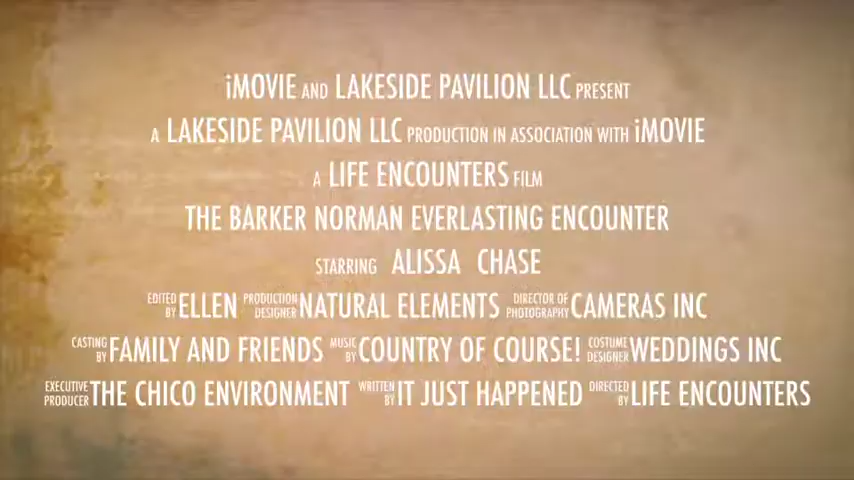 iMOVIE AND LAKESIDE PAVILION LLC PRESENT
A LAKESIDE PAVILION LLC PRODUCTION IN ASSOCIATION WITH iMOVIE
A LIFE ENCOUNTERS FILM
THE BARKER NORMAN EVERLASTING ENCOUNTER
STARRING ALISSA CHASE
EDITED BY ELLEN PRODUCTION DESIGNER NATURAL ELEMENTS DIRECTOR OF PHOTOGRAPHY CAMERAS INC
CASTING BY FAMILY AND FRIENDS MUSIC BY COUNTRY OF COURSE! COSTUME DESIGNER WEDDINGS INC
EXECUTIVE PRODUCER THE CHICO ENVIRONMENT WRITTEN BY IT JUST HAPPENED DIRECTED BY LIFE ENCOUNTERS